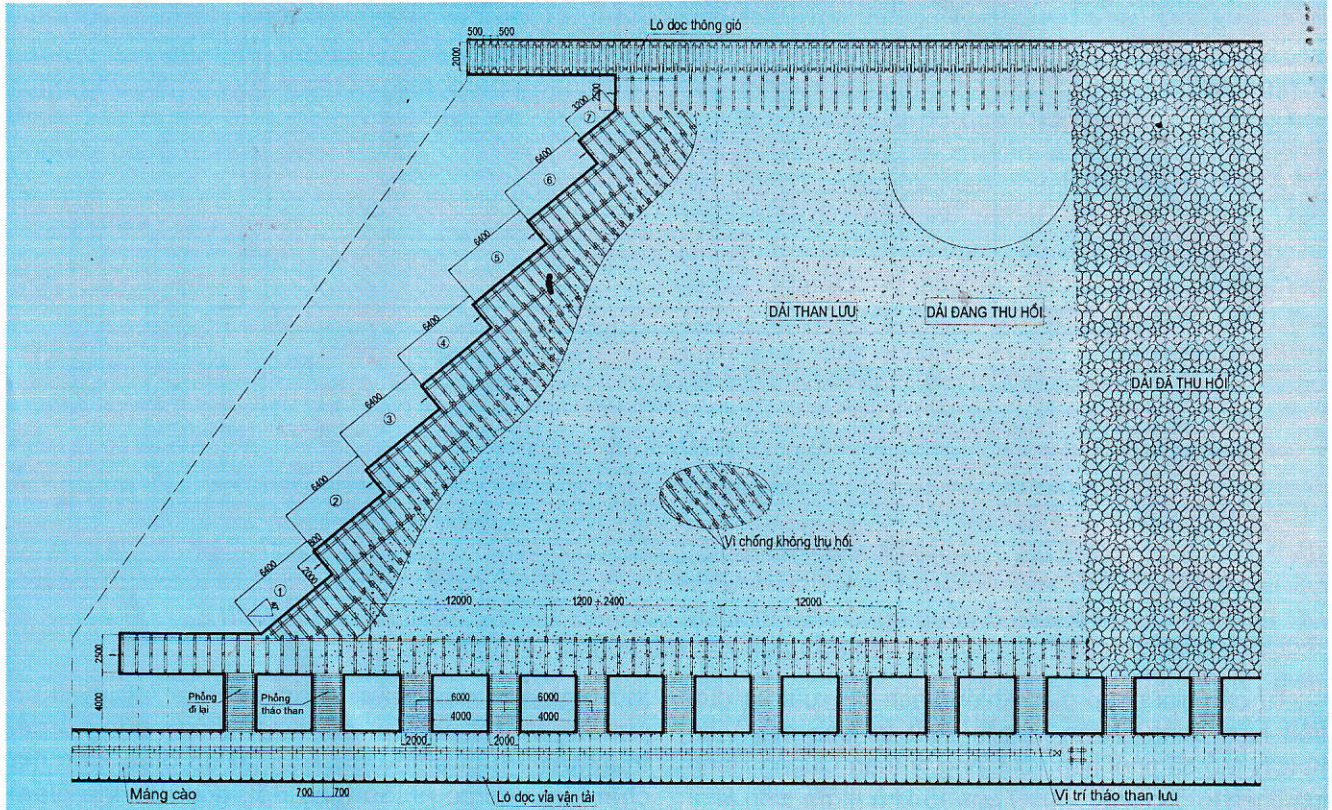 Lò dọc thông gió
500 500
2000
2500
3200
⑦
6400
⑥
6400
⑤
6400
④
6400
③
6400
②
800
6400
2000
①
DẢI THAN LƯU
DẢI ĐANG THU HỒI
DẢI ĐÃ THU HỒI
Vì chống không thu hồi
12000
1200
2400
12000
2500
4000
Phỗng
đi lại
Phỗng
tháo than
6000
6000
4000
4000
2000
2000
Máng cào
700
700
Lò dọc vỉa vận tải
Vị trí tháo than lưu